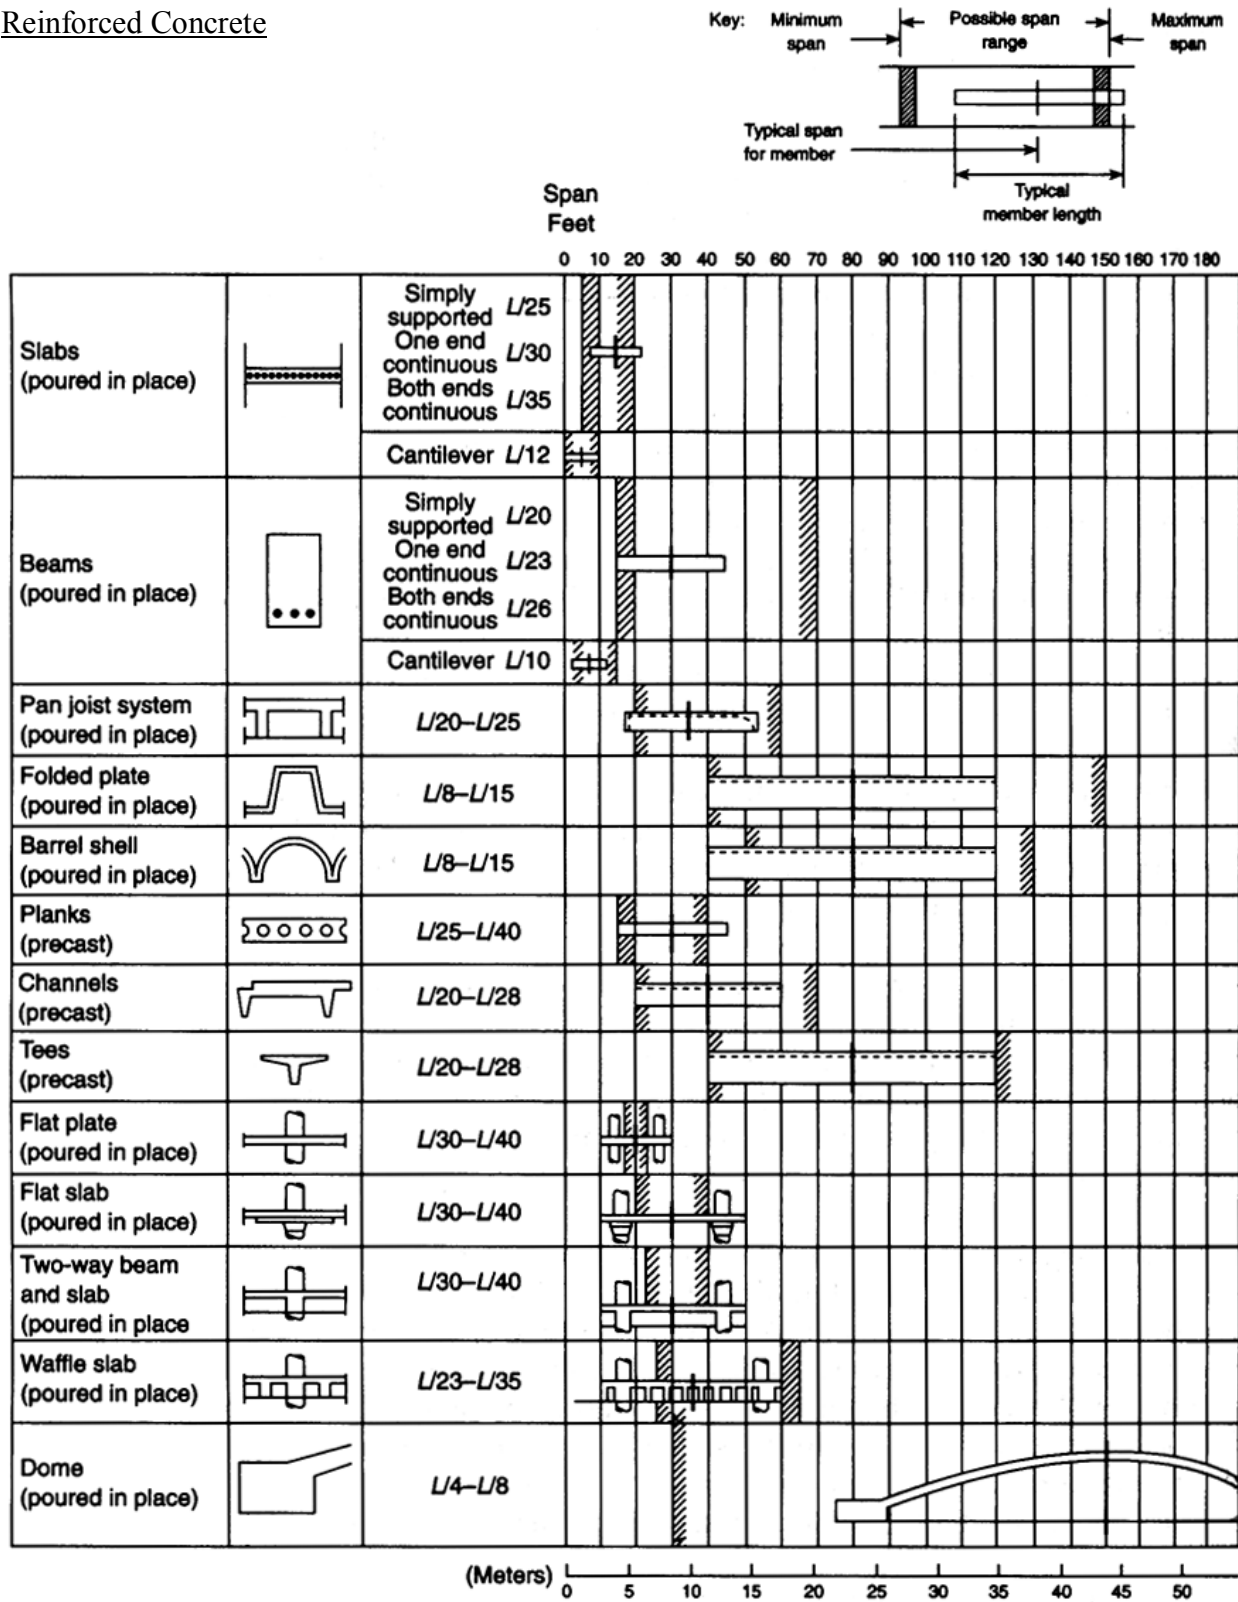 Reinforced Concrete
Key: Minimum span
Possible span range
Maximum span
Typical span for member
Typical member length
Span
Feet
0 10 20 30 40 50 60 70 80 90 100 110 120 130 140 150 160 170 180
Slabs
(poured in place)
Simply supported L/25
One end continuous L/30
Both ends continuous L/35
Cantilever L/12
Beams
(poured in place)
Simply supported L/20
One end continuous L/23
Both ends continuous L/26
Cantilever L/10
Pan joist system
(poured in place)
L/20–L/25
Folded plate
(poured in place)
L/8–L/15
Barrel shell
(poured in place)
L/8–L/15
Planks
(precast)
L/25–L/40
Channels
(precast)
L/20–L/28
Tees
(precast)
L/20–L/28
Flat plate
(poured in place)
L/30–L/40
Flat slab
(poured in place)
L/30–L/40
Two-way beam
and slab
(poured in place
L/30–L/40
Waffle slab
(poured in place)
L/23–L/35
Dome
(poured in place)
L/4–L/8
(Meters)
0 5 10 15 20 25 30 35 40 45 50